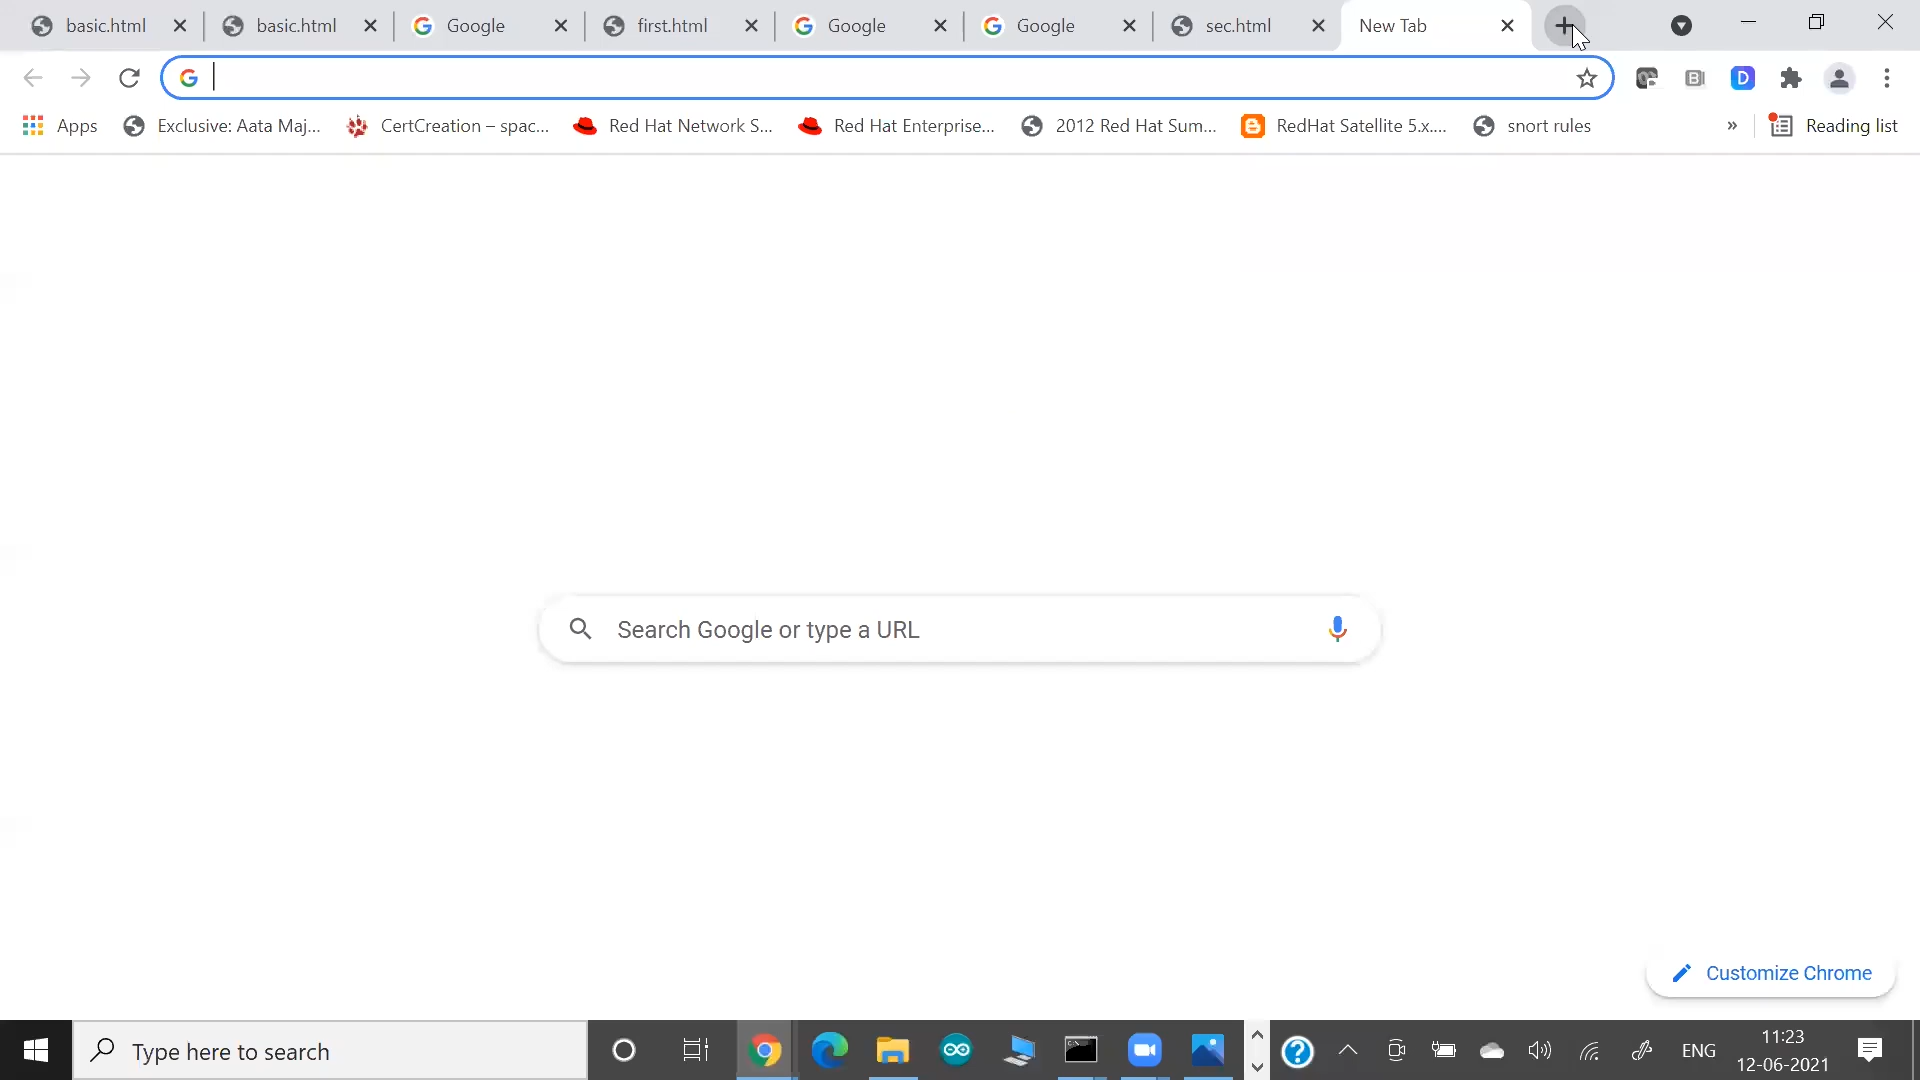 basic.html basic.html Google first.html Google Google sec.html New Tab
Apps Exclusive: Aata Maj... CertCreation – spac... Red Hat Network S... Red Hat Enterprise... 2012 Red Hat Sum... RedHat Satellite 5.x.... snort rules » Reading list
Search Google or type a URL
Customize Chrome
Type here to search ENG 11:23
12-06-2021